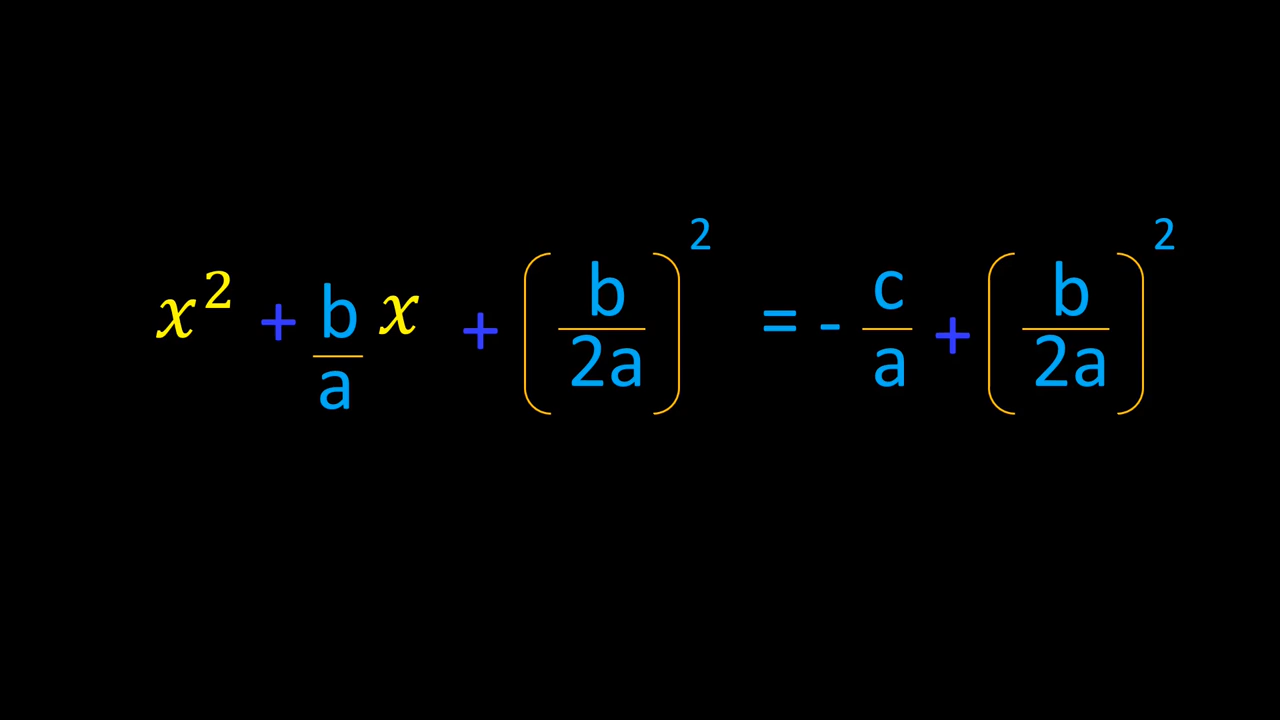 x² + b/a x + (b/2a)² = - c/a + (b/2a)²